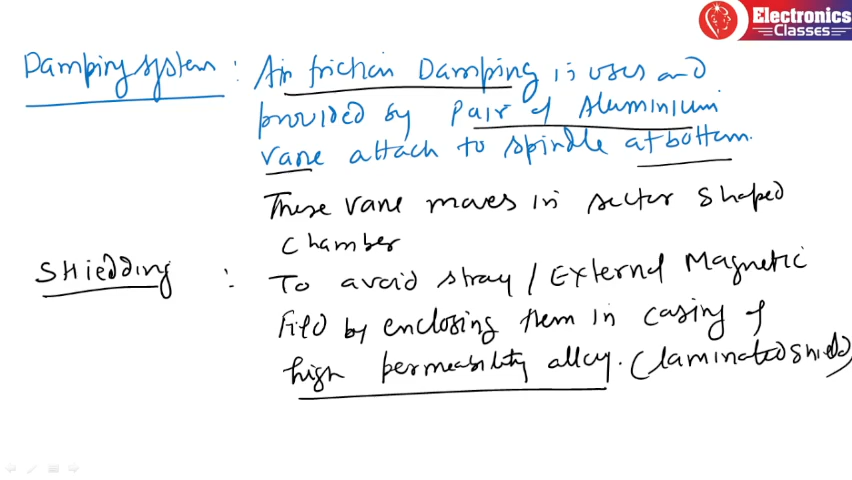 Electronics
Classes
Damping system : Air friction Damping is uses and
provided by Pair of Aluminium
vane attach to spindle at bottom.
These vane moves in sector shaped
chamber
SHiedding : To avoid stray / External Magnetic
Field by enclosing them in casing of
high permeability alloy. (laminated shield)